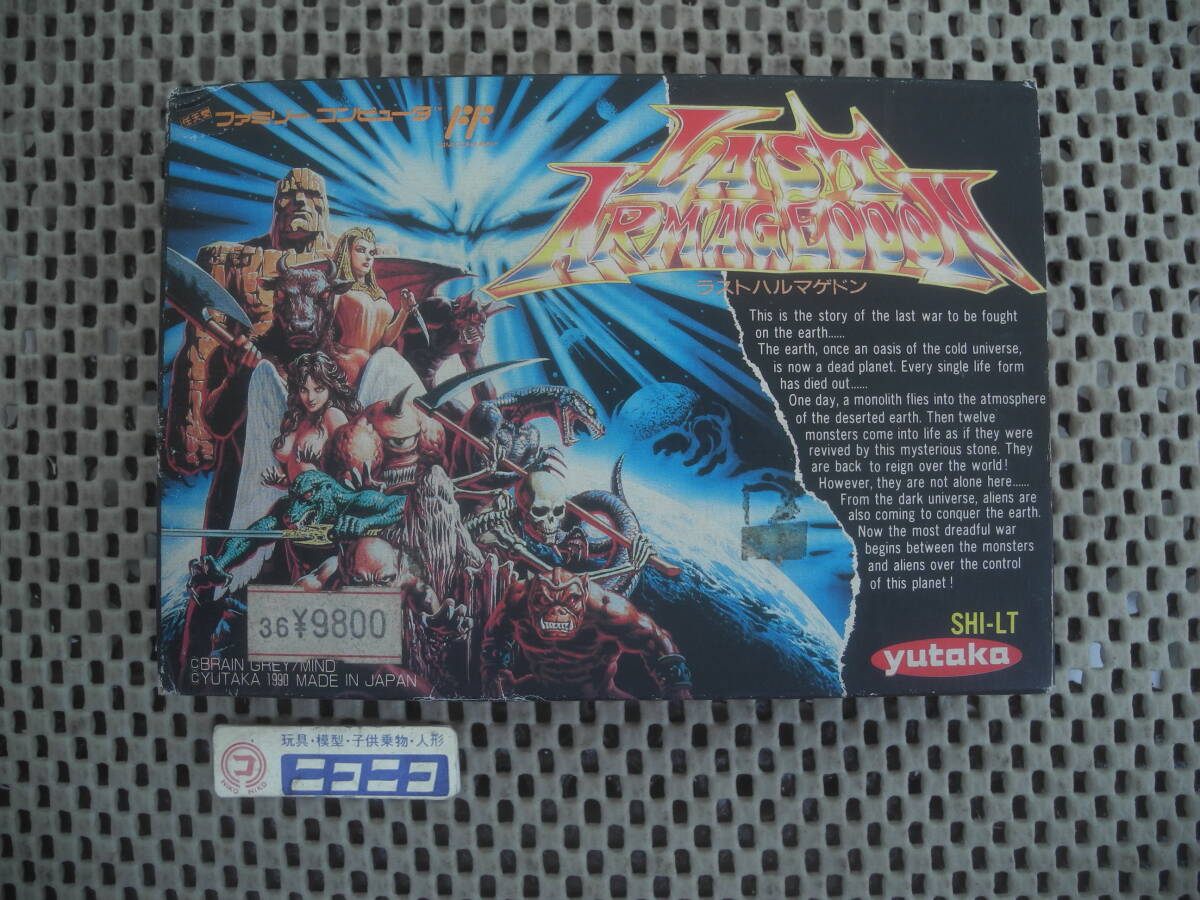 任天堂 ファミリーコンピュータ™
LAST
ARMAGEDDON
ラストハルマゲドン
This is the story of the last war to be fought
on the earth......
The earth, once an oasis of the cold universe,
is now a dead planet. Every single life form
has died out......
One day, a monolith flies into the atmosphere
of the deserted earth. Then twelve
monsters come into life as if they were
revived by this mysterious stone. They
are back to reign over the world!
However, they are not alone here......
From the dark universe, aliens are
also coming to conquer the earth.
Now the most dreadful war
begins between the monsters
and aliens over the control
of this planet!
SHI-LT
yutaka
36 ¥9800
©BRAIN GREY/MIND
©YUTAKA 1990 MADE IN JAPAN
玩具・模型・子供乗物・人形
コ
NIKO NIKO
ニコニコ